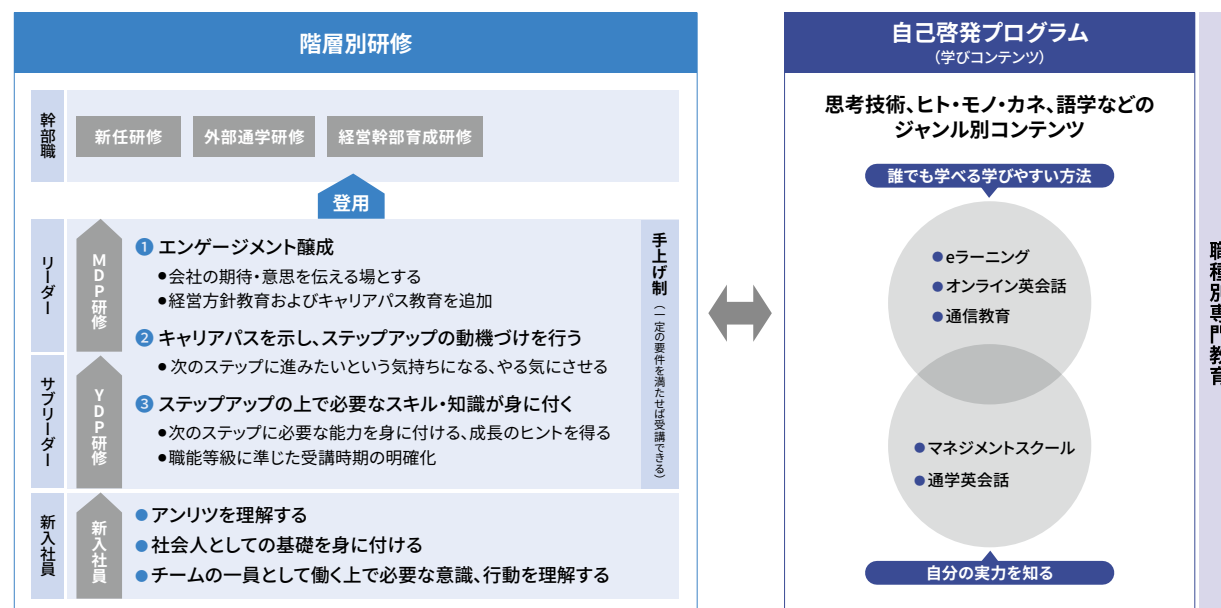 階層別研修
幹部職
新任研修
外部通学研修
経営幹部育成研修
登用
リーダー
MDP研修
サブリーダー
YDP研修
❶ エンゲージメント醸成
●会社の期待・意思を伝える場とする
●経営方針教育およびキャリアパス教育を追加
❷ キャリアパスを示し、ステップアップの動機づけを行う
●次のステップに進みたいという気持ちになる、やる気にさせる
❸ ステップアップの上で必要なスキル・知識が身に付く
●次のステップに必要な能力を身に付ける、成長のヒントを得る
●職能等級に準じた受講時期の明確化
手上げ制（一定の要件を満たせば受講できる）
新入社員
新入社員
●アンリツを理解する
●社会人としての基礎を身に付ける
●チームの一員として働く上で必要な意識、行動を理解する
自己啓発プログラム
（学びコンテンツ）
思考技術、ヒト・モノ・カネ、語学などの
ジャンル別コンテンツ
誰でも学べる学びやすい方法
●eラーニング
●オンライン英会話
●通信教育
●マネジメントスクール
●通学英会話
自分の実力を知る
職種別専門教育